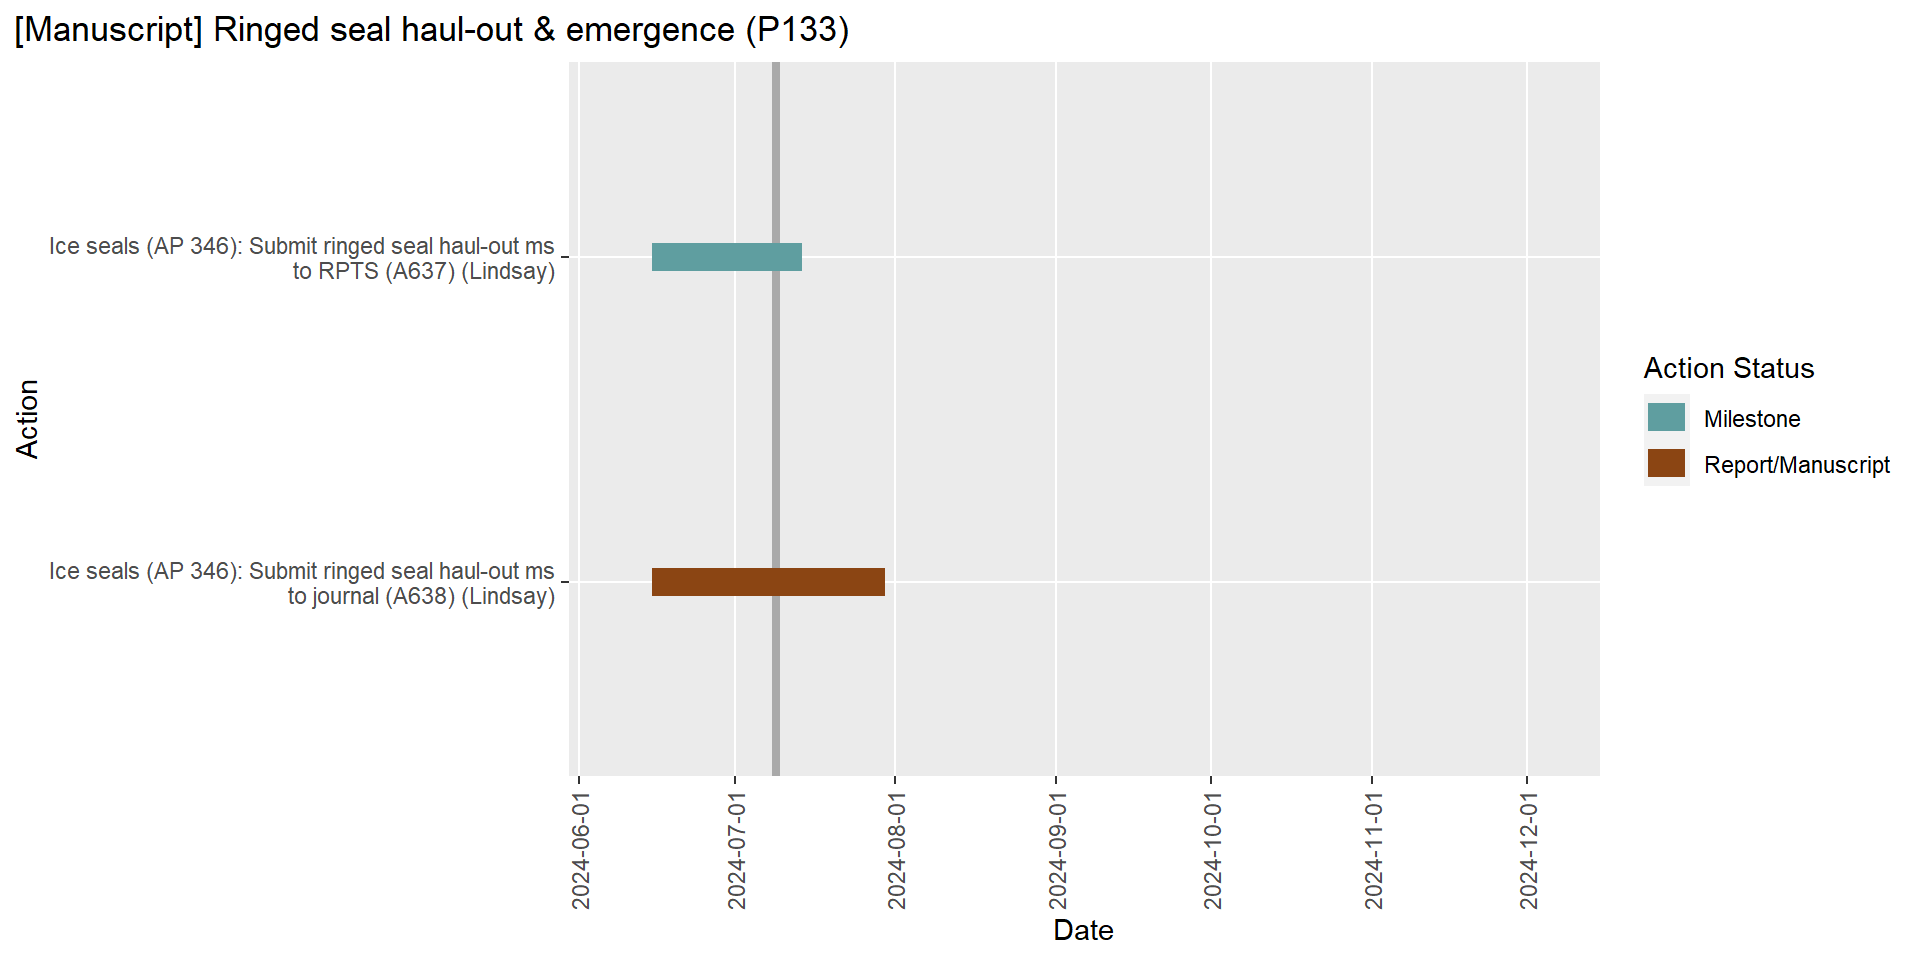 [Manuscript] Ringed seal haul-out & emergence (P133)
Action
Ice seals (AP 346): Submit ringed seal haul-out ms
to RPTS (A637) (Lindsay)
Ice seals (AP 346): Submit ringed seal haul-out ms
to journal (A638) (Lindsay)
2024-06-01
2024-07-01
2024-08-01
2024-09-01
2024-10-01
2024-11-01
2024-12-01
Date
Action Status
Milestone
Report/Manuscript